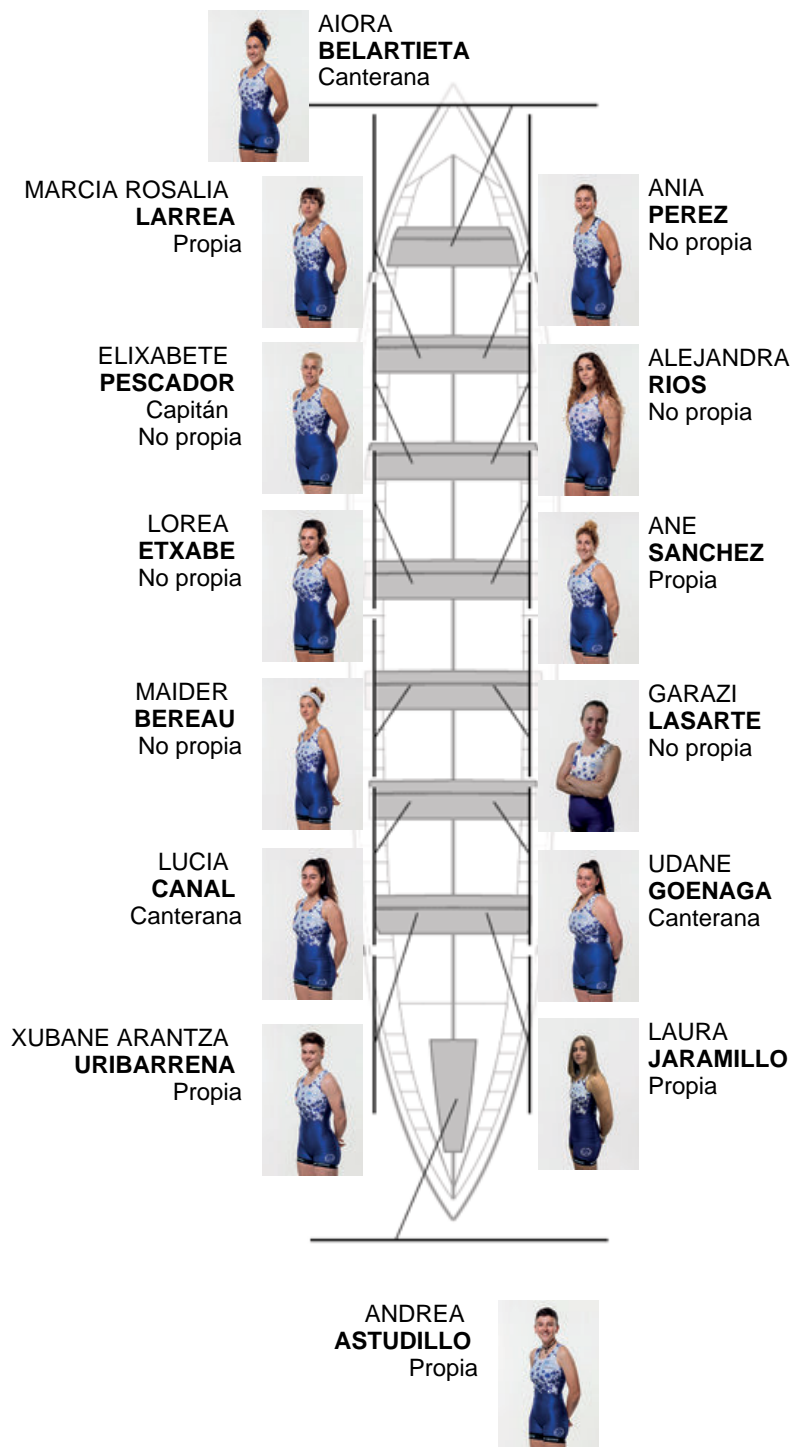 AIORA
BELARTIETA
Canterana
MARCIA ROSALIA
LARREA
Propia
ANIA
PEREZ
No propia
ELIXABETE
PESCADOR
Capitán
No propia
ALEJANDRA
RIOS
No propia
LOREA
ETXABE
No propia
ANE
SANCHEZ
Propia
MAIDER
BEREAU
No propia
GARAZI
LASARTE
No propia
LUCIA
CANAL
Canterana
UDANE
GOENAGA
Canterana
XUBANE ARANTZA
URIBARRENA
Propia
LAURA
JARAMILLO
Propia
ANDREA
ASTUDILLO
Propia